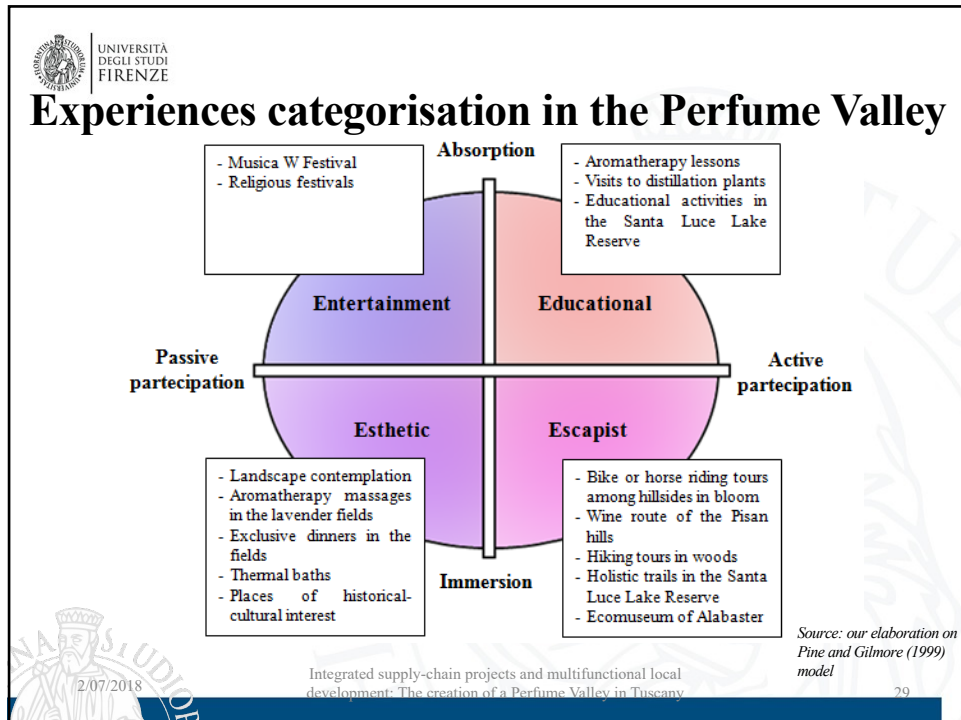 UNIVERSITÀ
DEGLI STUDI
FIRENZE
Experiences categorisation in the Perfume Valley
Absorption
- Musica W Festival
- Religious festivals
- Aromatherapy lessons
- Visits to distillation plants
- Educational activities in
the Santa Luce Lake
Reserve
Entertainment
Educational
Passive
partecipation
Active
partecipation
Esthetic
Escapist
- Landscape contemplation
- Aromatherapy massages
in the lavender fields
- Exclusive dinners in the
fields
- Thermal baths
- Places of historical-
cultural interest
- Bike or horse riding tours
among hillsides in bloom
- Wine route of the Pisan
hills
- Hiking tours in woods
- Holistic trails in the Santa
Luce Lake Reserve
- Ecomuseum of Alabaster
Immersion
Source: our elaboration on
Pine and Gilmore (1999)
model
2/07/2018
Integrated supply-chain projects and multifunctional local
development: The creation of a Perfume Valley in Tuscany
29